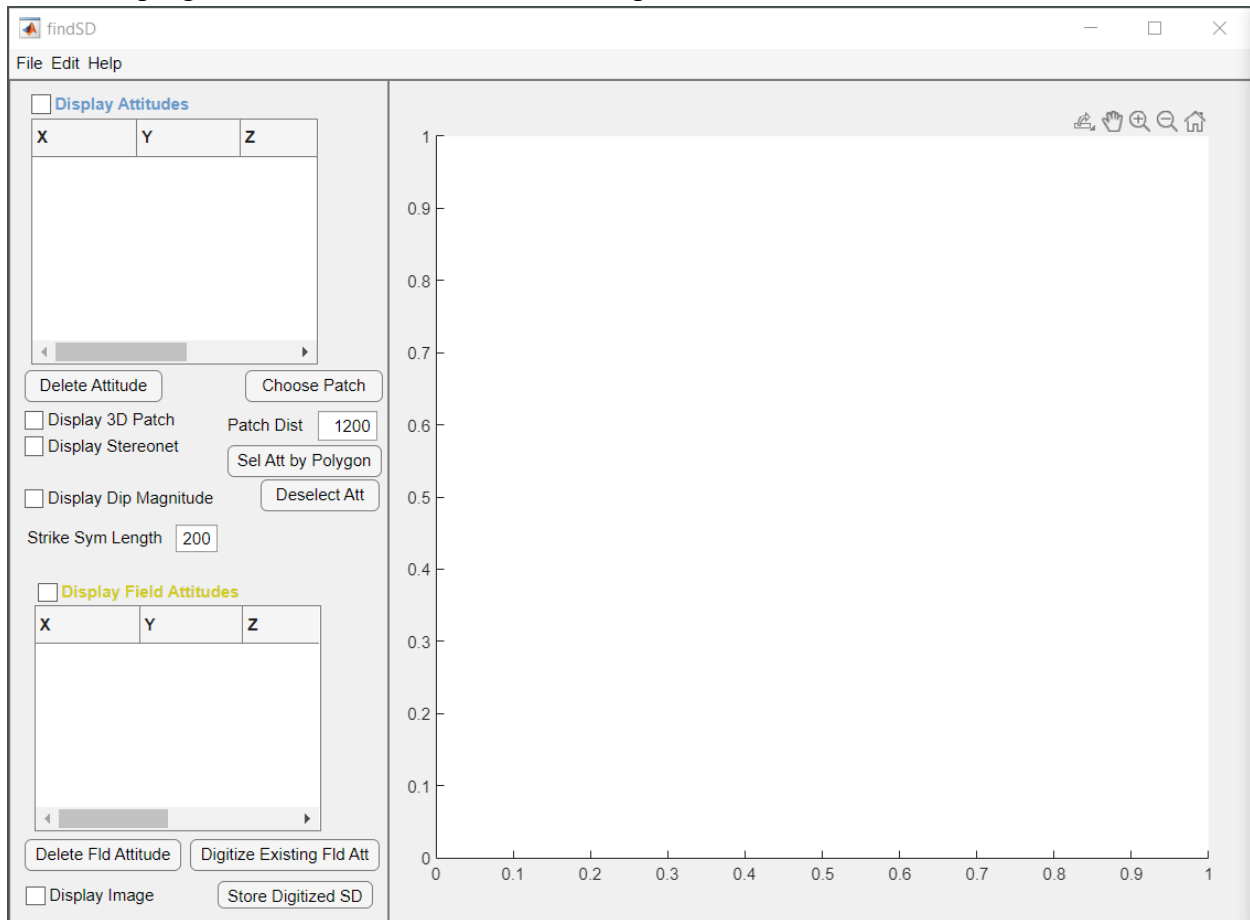 findSD
File Edit Help
Display Attitudes
X Y Z
Delete Attitude Choose Patch
Display 3D Patch
Patch Dist 1200
Display Stereonet
Sel Att by Polygon
Display Dip Magnitude
Deselect Att
Strike Sym Length 200
Display Field Attitudes
X Y Z
Delete Fld Attitude Digitize Existing Fld Att
Display Image Store Digitized SD
1
0.9
0.8
0.7
0.6
0.5
0.4
0.3
0.2
0.1
0
0 0.1 0.2 0.3 0.4 0.5 0.6 0.7 0.8 0.9 1